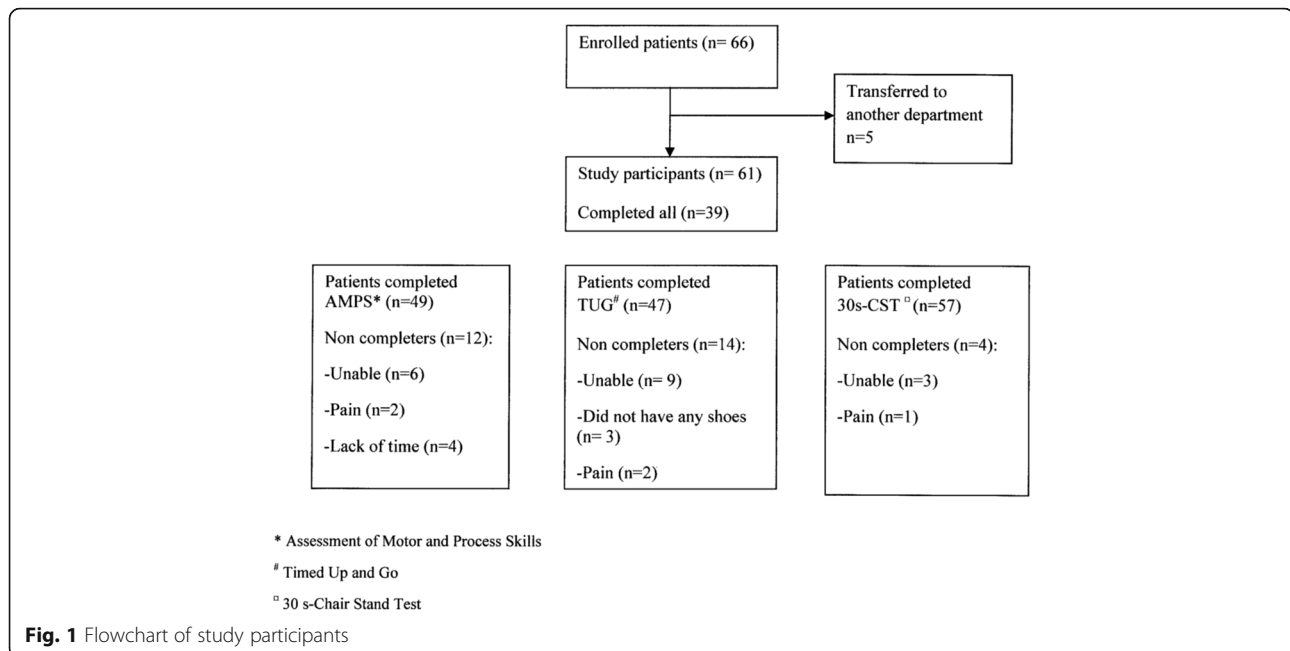 Enrolled patients (n= 66)
Transferred to
another department
n=5
Study participants (n= 61)
Completed all (n=39)
Patients completed
AMPS* (n=49)
Non completers (n=12):
-Unable (n=6)
-Pain (n=2)
-Lack of time (n=4)
Patients completed
TUG# (n=47)
Non completers (n=14):
-Unable (n= 9)
-Did not have any shoes
(n= 3)
-Pain (n=2)
Patients completed
30s-CST ¤ (n=57)
Non completers (n=4):
-Unable (n=3)
-Pain (n=1)
* Assessment of Motor and Process Skills
# Timed Up and Go
¤ 30 s-Chair Stand Test
Fig. 1 Flowchart of study participants